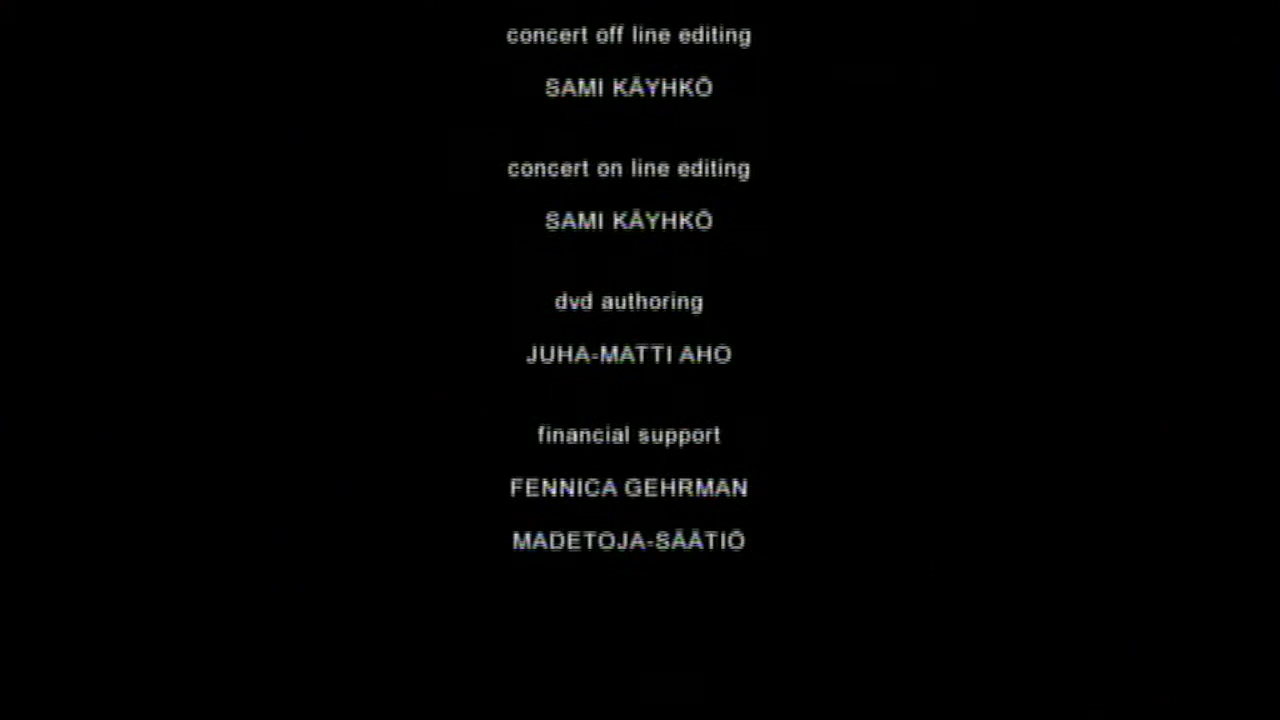 concert off line editing
SAMI KÄYHKÖ
concert on line editing
SAMI KÄYHKÖ
dvd authoring
JUHA-MATTI AHO
financial support
FENNICA GEHRMAN
MADETOJA-SÄÄTIÖ